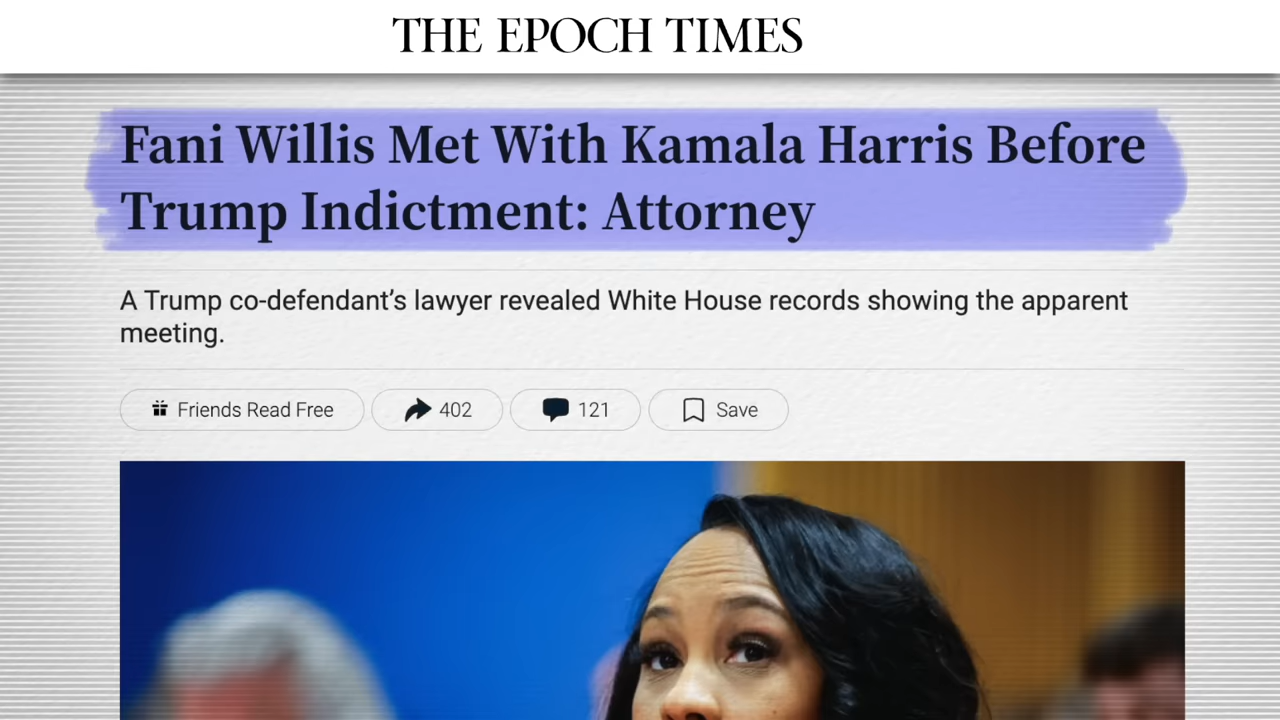 THE EPOCH TIMES
Fani Willis Met With Kamala Harris Before
Trump Indictment: Attorney
A Trump co-defendant’s lawyer revealed White House records showing the apparent
meeting.
Friends Read Free 402 121 Save